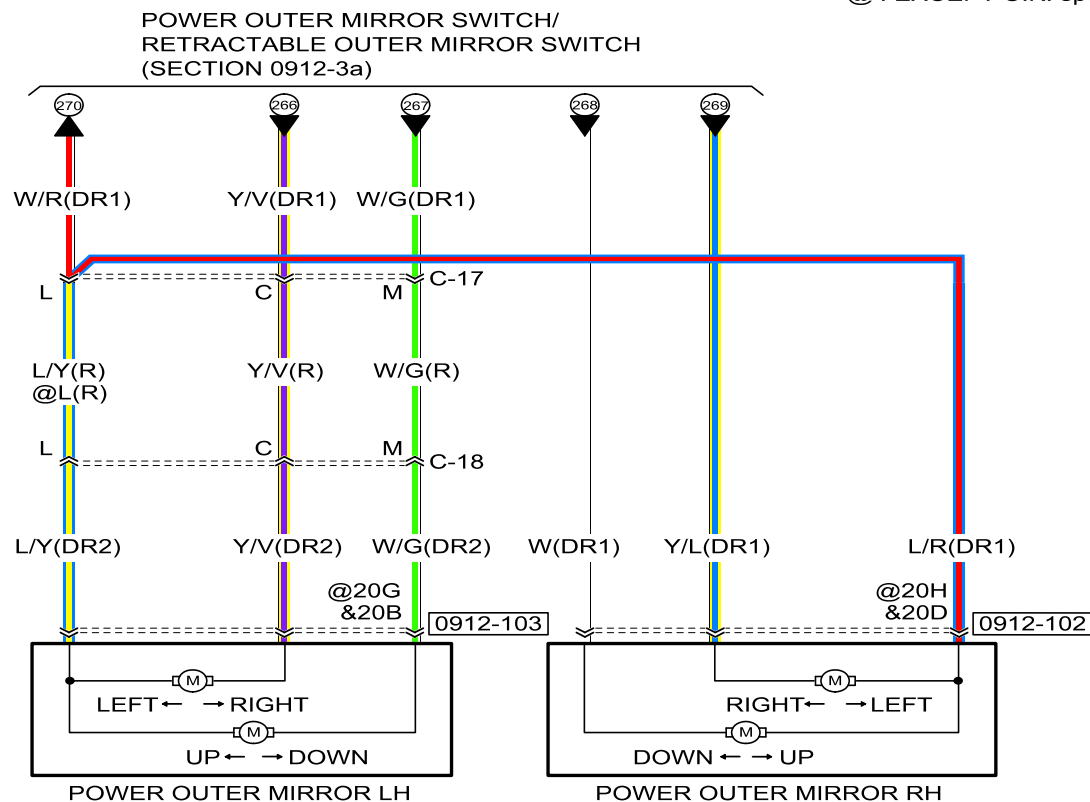 POWER OUTER MIRROR SWITCH/
RETRACTABLE OUTER MIRROR SWITCH
(SECTION 0912-3a)
270 266 267 268 269
W/R(DR1) Y/V(DR1) W/G(DR1)
C-17
L C M
L/Y(R) Y/V(R) W/G(R)
@L(R)
L C M
C-18
L/Y(DR2) Y/V(DR2) W/G(DR2) W(DR1) Y/L(DR1) L/R(DR1)
@20G @20H
&20B &20D
0912-103 0912-102
M M
LEFT RIGHT RIGHT LEFT
M M
UP DOWN DOWN UP
POWER OUTER MIRROR LH POWER OUTER MIRROR RH